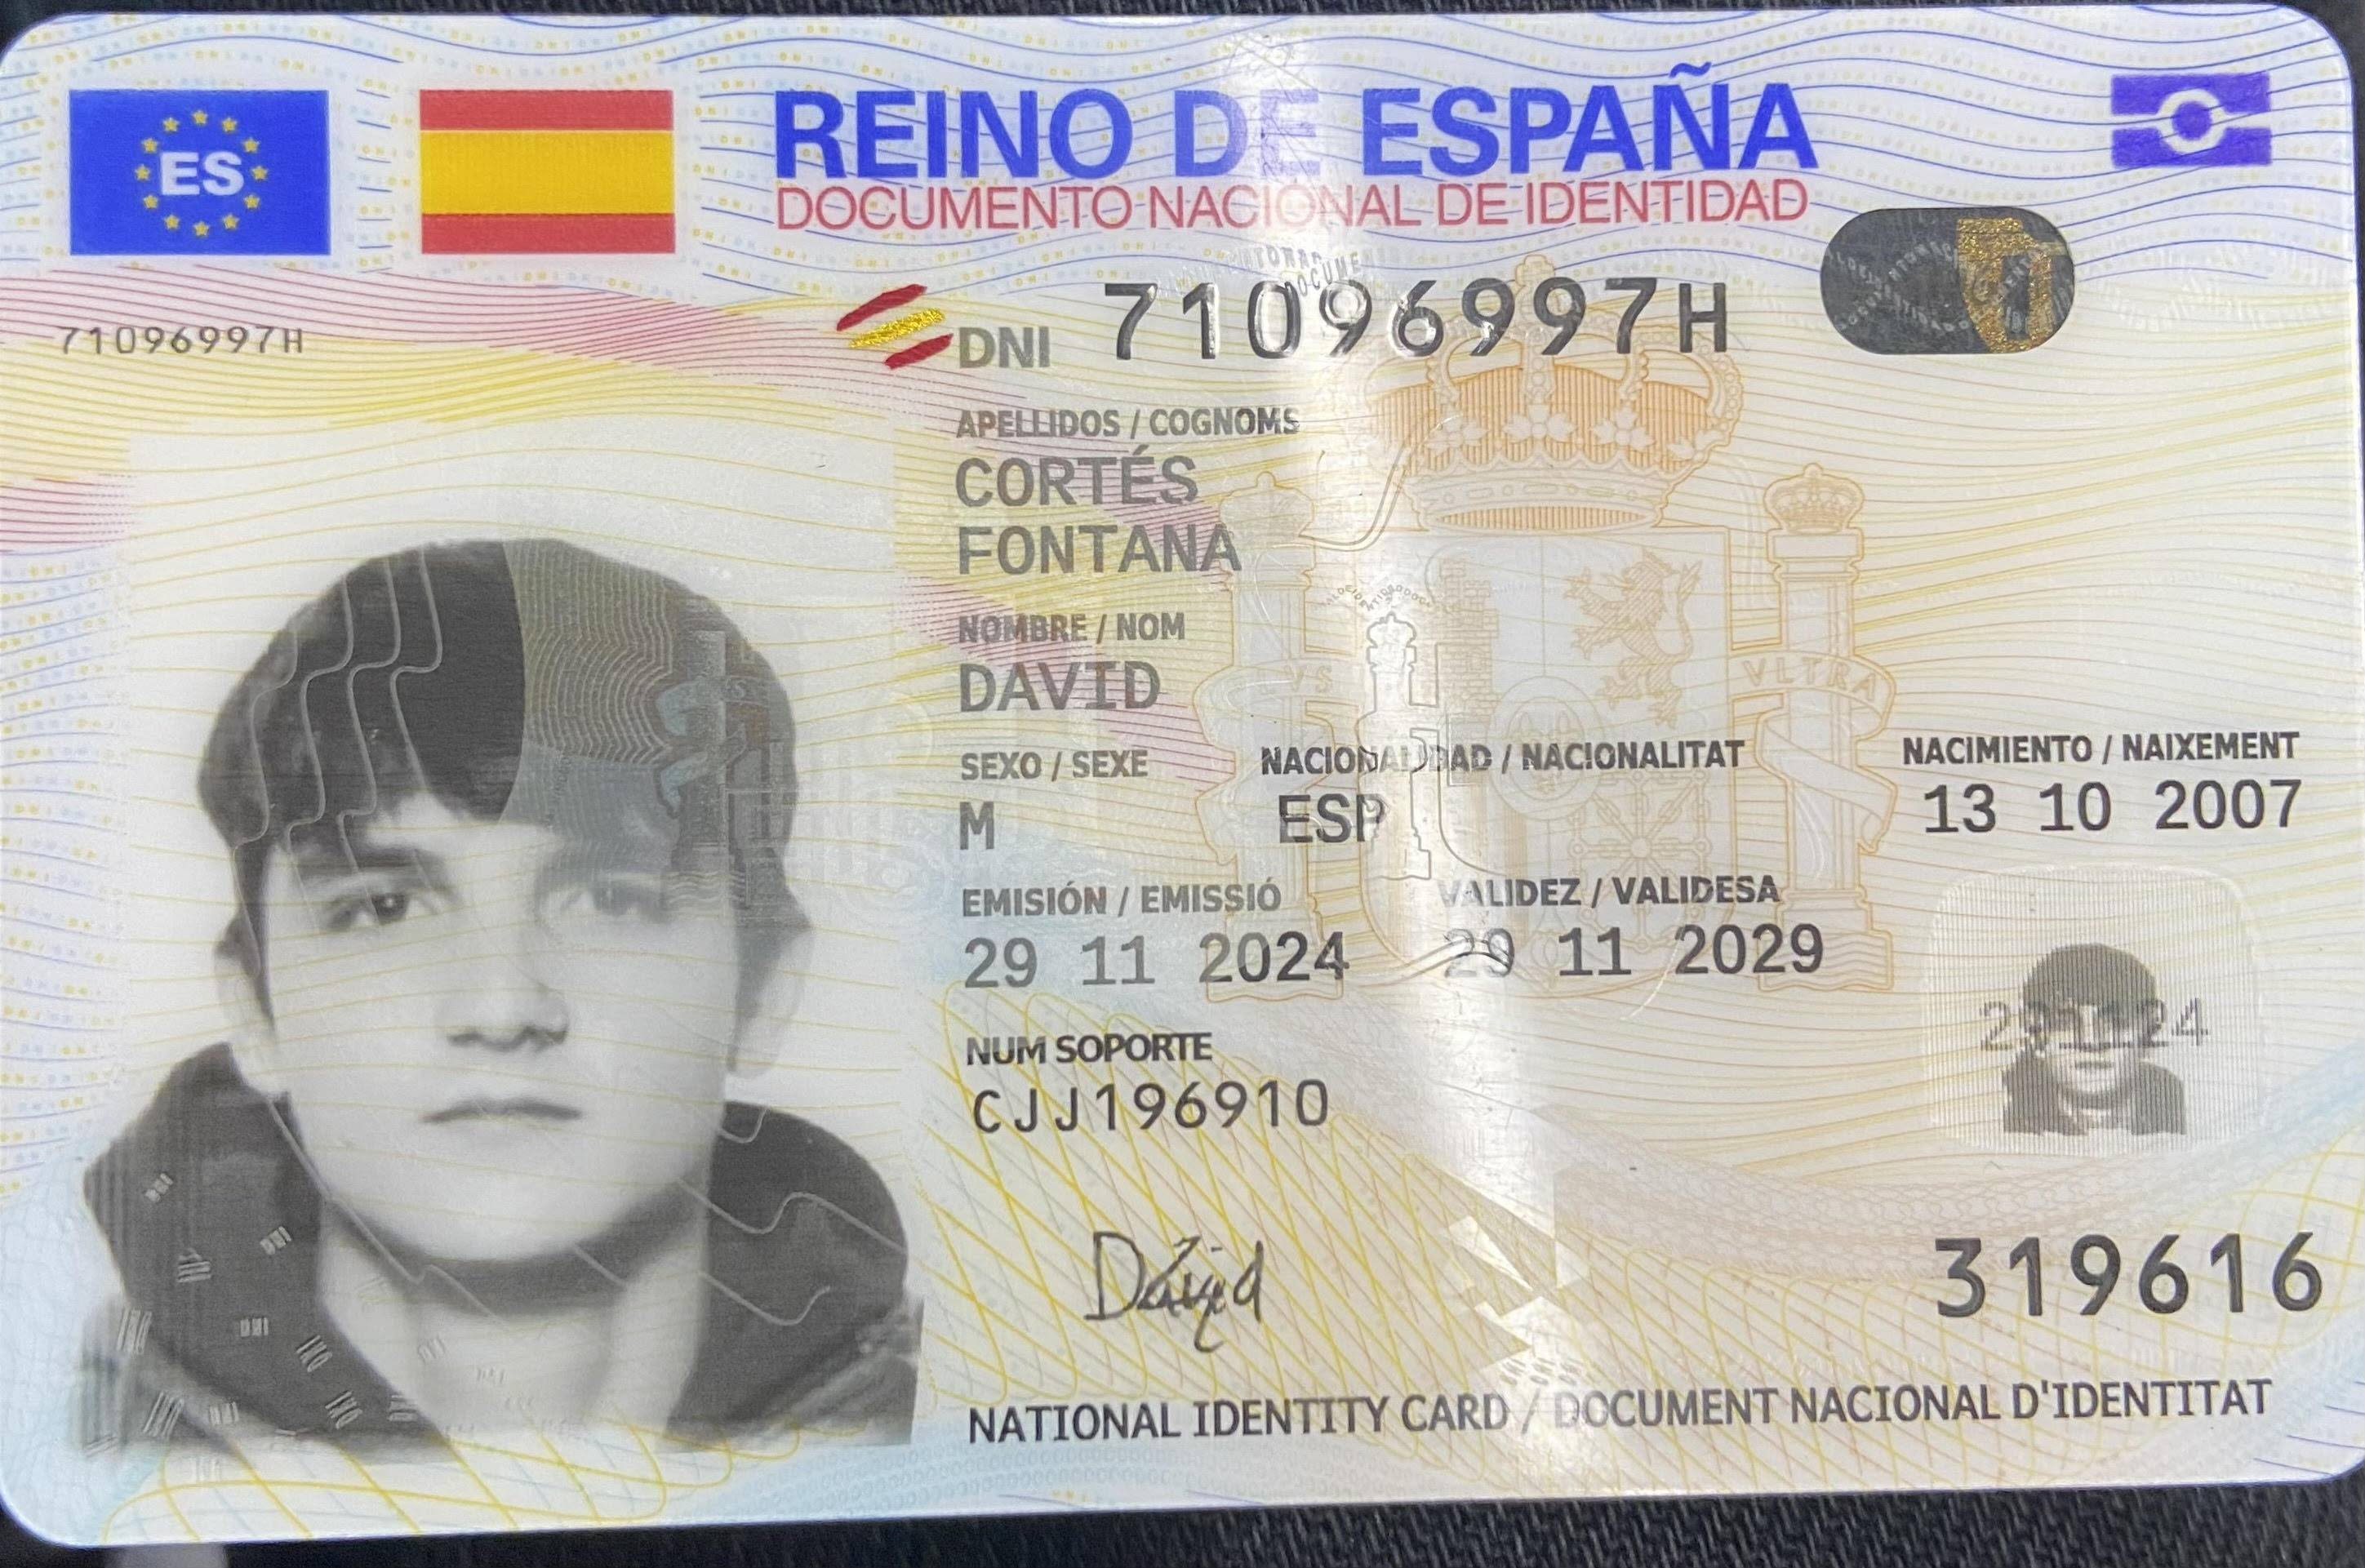 ES
REINO DE ESPAÑA
DOCUMENTO NACIONAL DE IDENTIDAD
71096997H
DNI 71096997H
APELLIDOS / COGNOMS
CORTÉS
FONTANA
NOMBRE / NOM
DAVID
SEXO / SEXE NACIONALIDAD / NACIONALITAT NACIMIENTO / NAIXEMENT
M ESP 13 10 2007
EMISIÓN / EMISSIÓ VALIDEZ / VALIDESA
29 11 2024 29 11 2029
VLTRA
NUM SOPORTE
CJJ196910
David
319616
NATIONAL IDENTITY CARD / DOCUMENT NACIONAL D'IDENTITAT